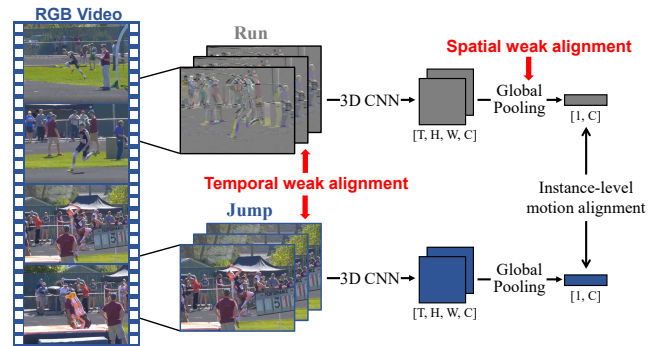 RGB Video
Run
Spatial weak alignment
3D CNN
Global
Pooling
[T, H, W, C]
[1, C]
Temporal weak alignment
Instance-level
motion alignment
Jump
3D CNN
Global
Pooling
[T, H, W, C]
[1, C]